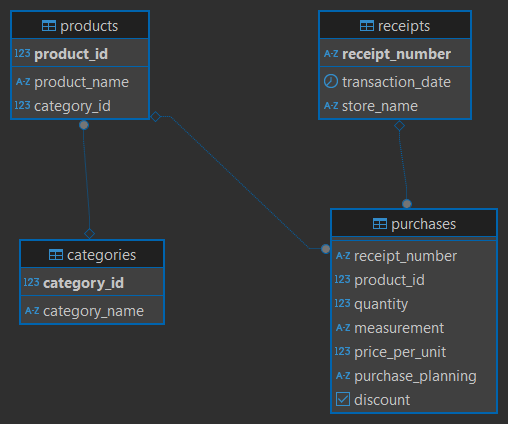 products
123 product_id
A-Z product_name
123 category_id
receipts
A-Z receipt_number
transaction_date
A-Z store_name
categories
123 category_id
A-Z category_name
purchases
A-Z receipt_number
123 product_id
123 quantity
A-Z measurement
123 price_per_unit
A-Z purchase_planning
discount